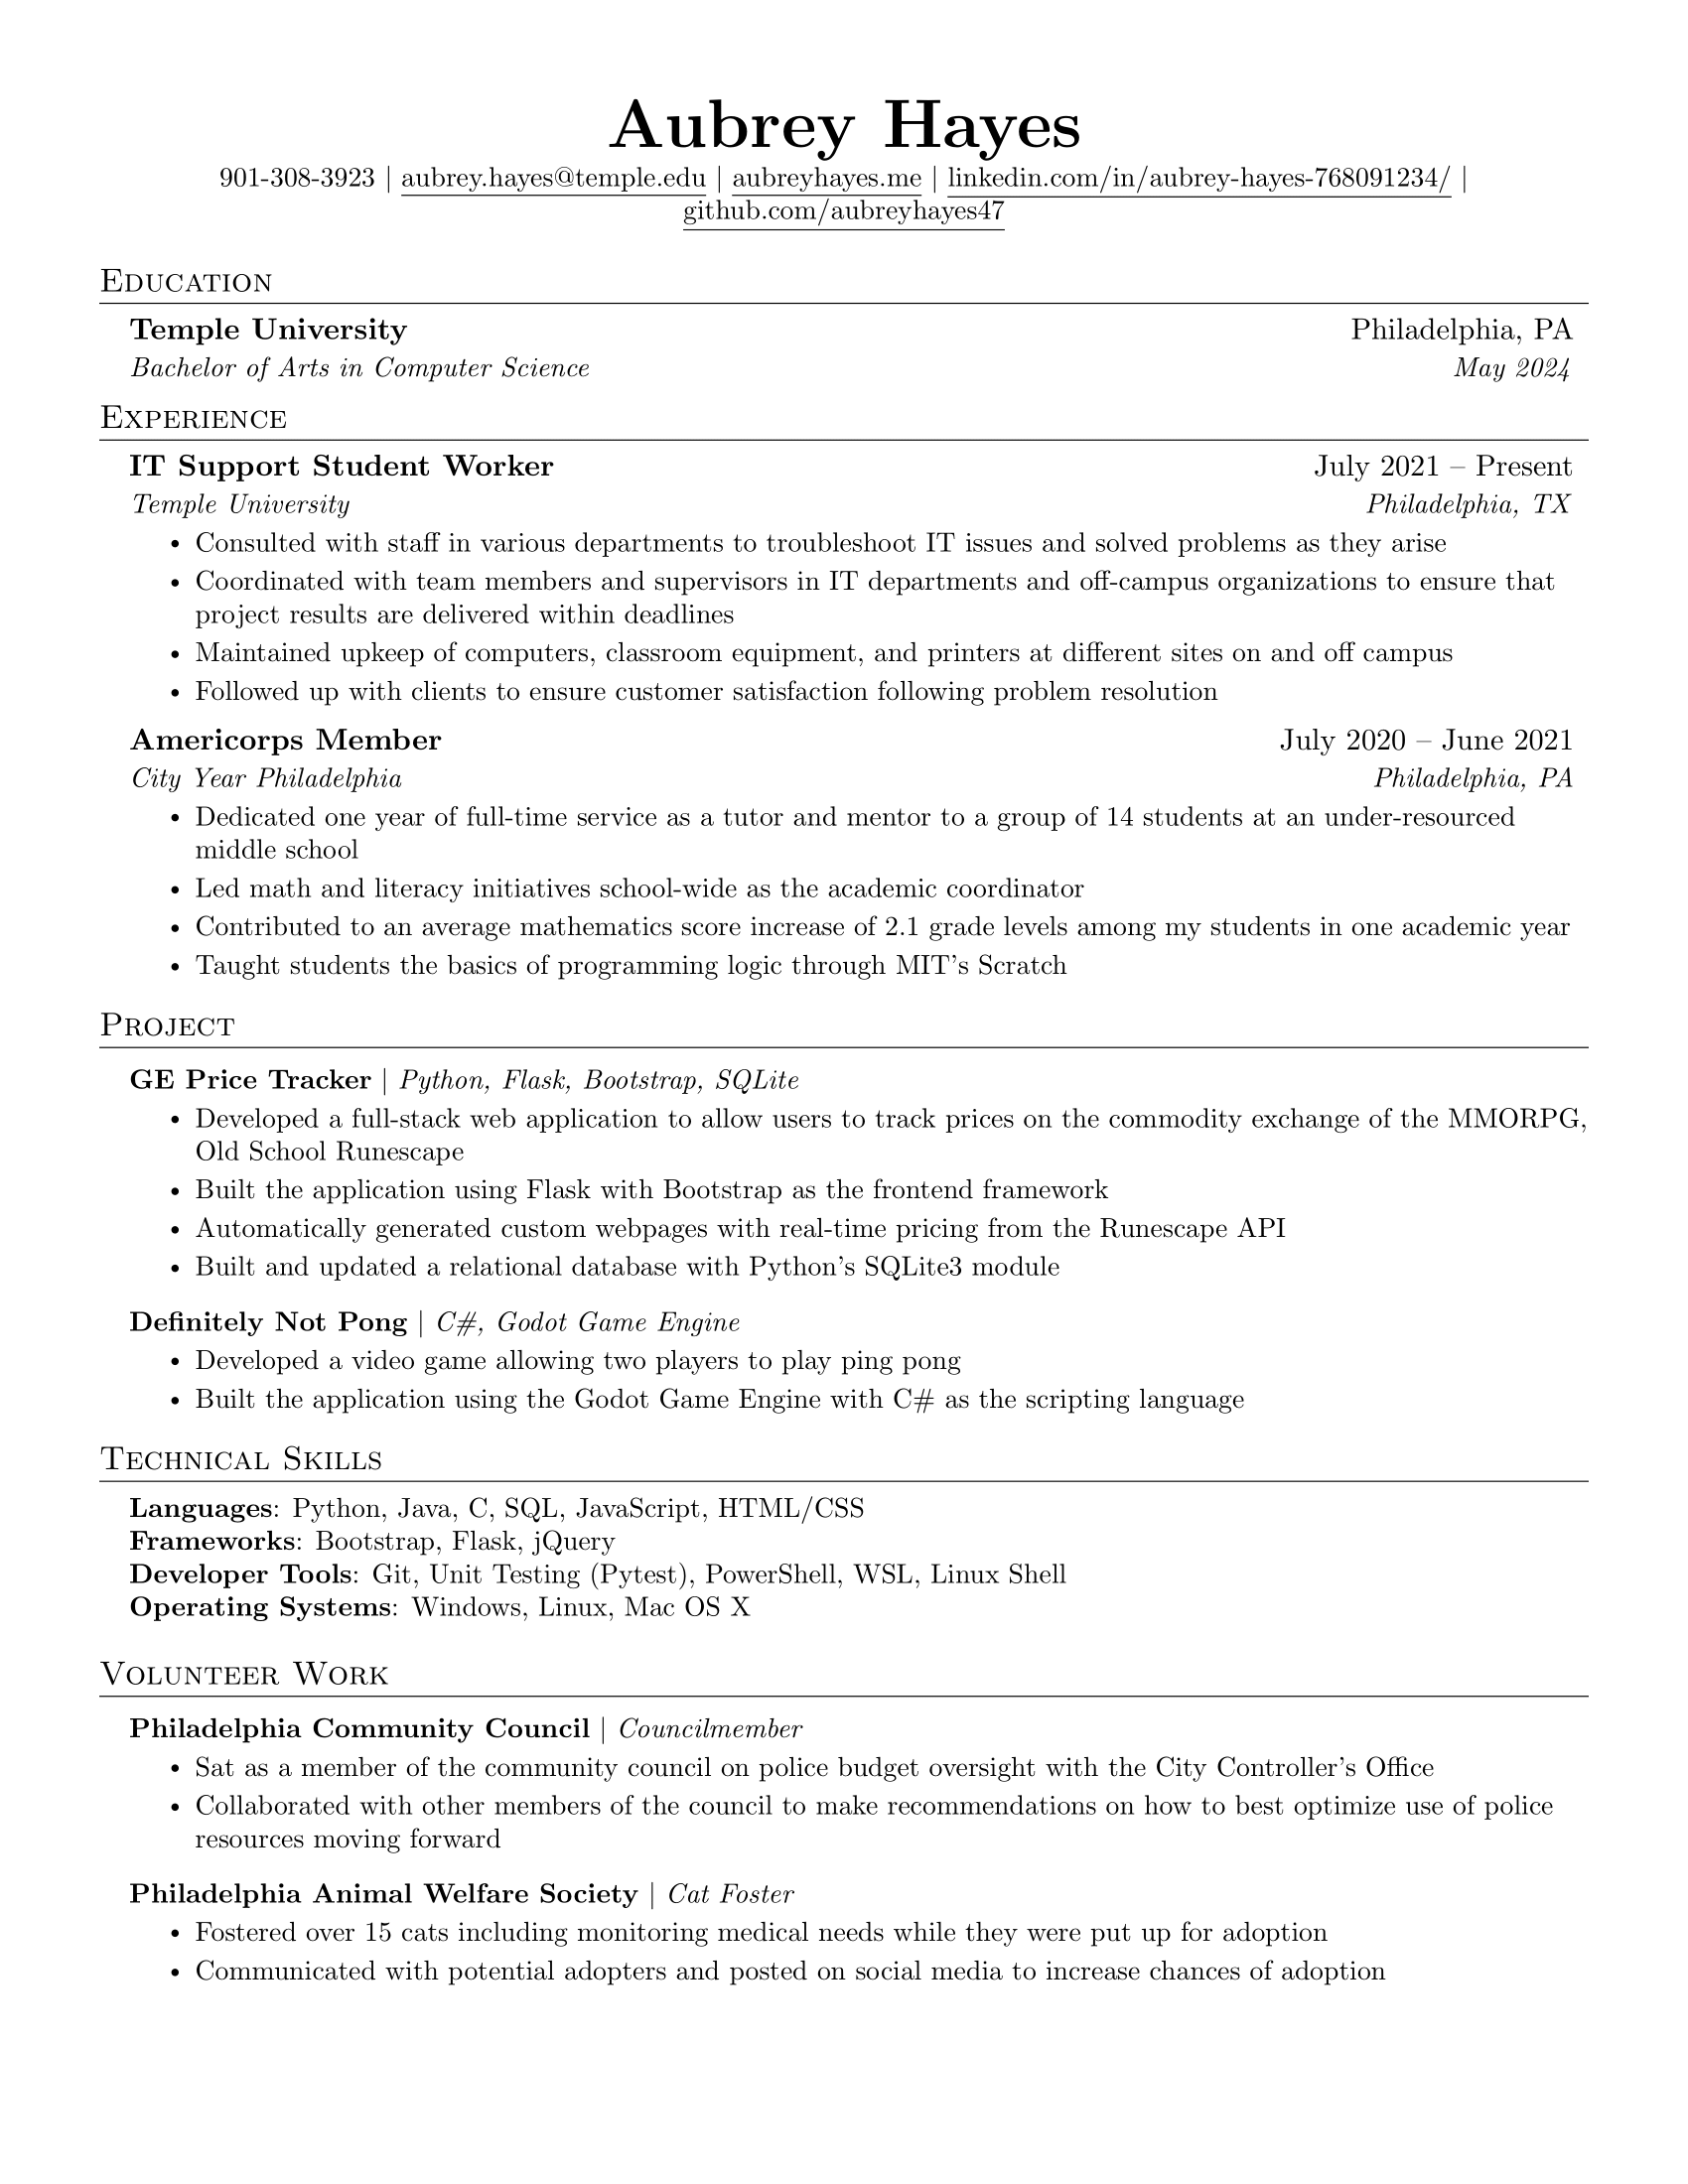 Aubrey Hayes
901-308-3923 | aubrey.hayes@temple.edu | aubreyhayes.me | linkedin.com/in/aubrey-hayes-768091234/ |
github.com/aubreyhayes47
Education
Temple University Philadelphia, PA
Bachelor of Arts in Computer Science May 2024
Experience
IT Support Student Worker July 2021 – Present
Temple University Philadelphia, TX
• Consulted with staff in various departments to troubleshoot IT issues and solved problems as they arise
• Coordinated with team members and supervisors in IT departments and off-campus organizations to ensure that
project results are delivered within deadlines
• Maintained upkeep of computers, classroom equipment, and printers at different sites on and off campus
• Followed up with clients to ensure customer satisfaction following problem resolution
Americorps Member July 2020 – June 2021
City Year Philadelphia Philadelphia, PA
• Dedicated one year of full-time service as a tutor and mentor to a group of 14 students at an under-resourced
middle school
• Led math and literacy initiatives school-wide as the academic coordinator
• Contributed to an average mathematics score increase of 2.1 grade levels among my students in one academic year
• Taught students the basics of programming logic through MIT's Scratch
Project
GE Price Tracker | Python, Flask, Bootstrap, SQLite
• Developed a full-stack web application to allow users to track prices on the commodity exchange of the MMORPG,
Old School Runescape
• Built the application using Flask with Bootstrap as the frontend framework
• Automatically generated custom webpages with real-time pricing from the Runescape API
• Built and updated a relational database with Python's SQLite3 module
Definitely Not Pong | C#, Godot Game Engine
• Developed a video game allowing two players to play ping pong
• Built the application using the Godot Game Engine with C# as the scripting language
Technical Skills
Languages: Python, Java, C, SQL, JavaScript, HTML/CSS
Frameworks: Bootstrap, Flask, jQuery
Developer Tools: Git, Unit Testing (Pytest), PowerShell, WSL, Linux Shell
Operating Systems: Windows, Linux, Mac OS X
Volunteer Work
Philadelphia Community Council | Councilmember
• Sat as a member of the community council on police budget oversight with the City Controller's Office
• Collaborated with other members of the council to make recommendations on how to best optimize use of police
resources moving forward
Philadelphia Animal Welfare Society | Cat Foster
• Fostered over 15 cats including monitoring medical needs while they were put up for adoption
• Communicated with potential adopters and posted on social media to increase chances of adoption